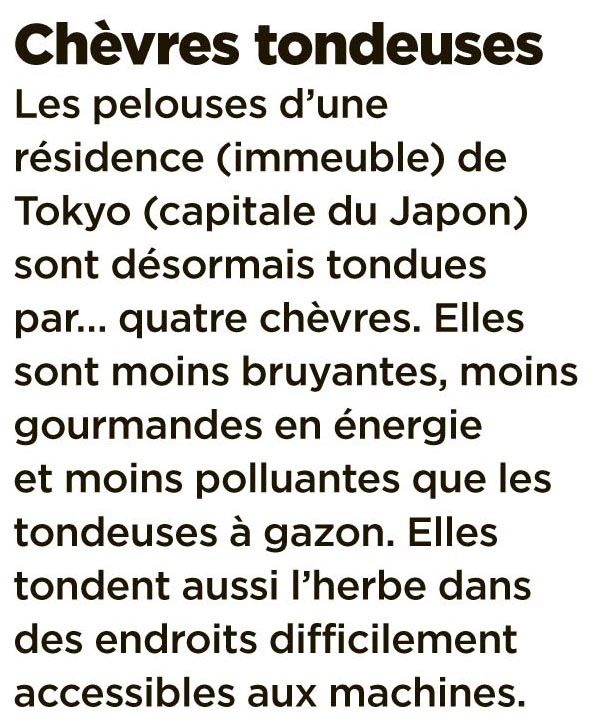 Chèvres tondeuses
Les pelouses d’une
résidence (immeuble) de
Tokyo (capitale du Japon)
sont désormais tondues
par... quatre chèvres. Elles
sont moins bruyantes, moins
gourmandes en énergie
et moins polluantes que les
tondeuses à gazon. Elles
tondent aussi l’herbe dans
des endroits difficilement
accessibles aux machines.